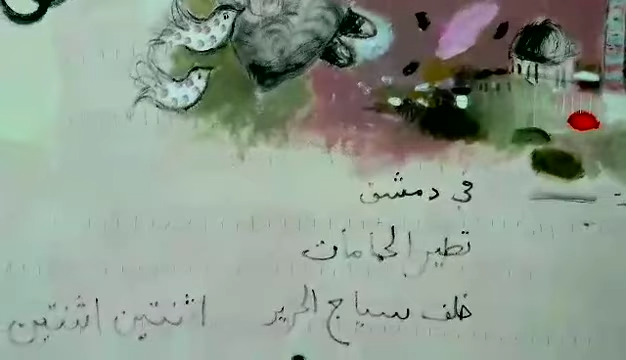 في دمشق
تطير الحمامات
خلف سياج الحرير اثنتين اثنتين